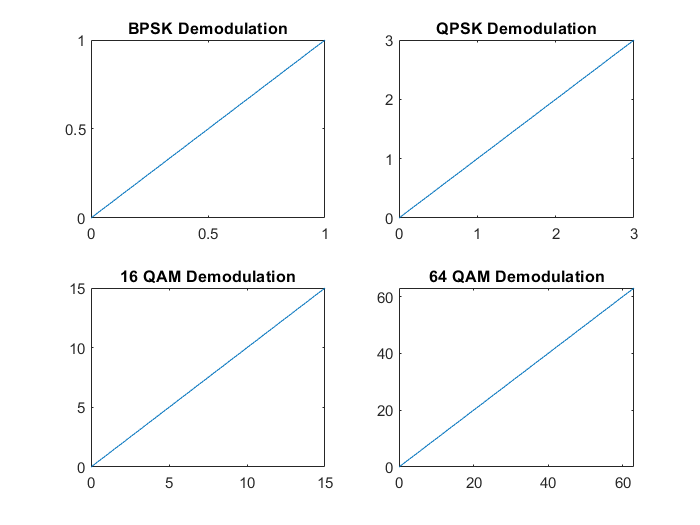 BPSK Demodulation
1
0.5
0
0 0.5 1
QPSK Demodulation
3
2
1
0
0 1 2 3
16 QAM Demodulation
15
10
5
0
0 5 10 15
64 QAM Demodulation
60
40
20
0
0 20 40 60